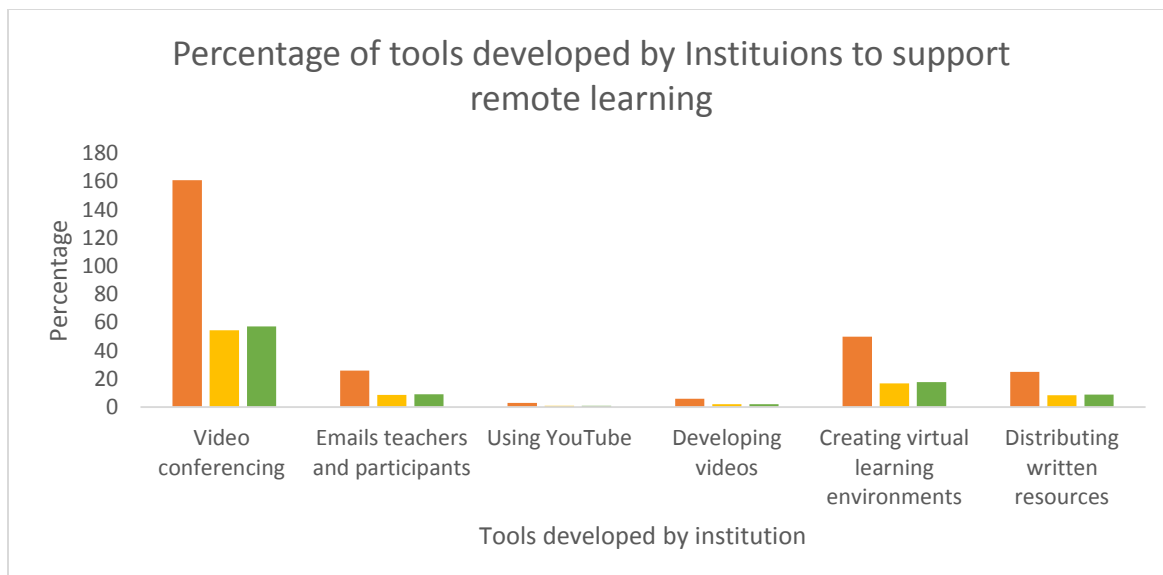 Percentage of tools developed by Instituions to support
remote learning
180
160
140
120
100
80
60
40
20
0
Percentage
Video
conferencing
Emails teachers
and participants
Using YouTube
Developing
videos
Creating virtual
learning
environments
Distributing
written
resources
Tools developed by institution